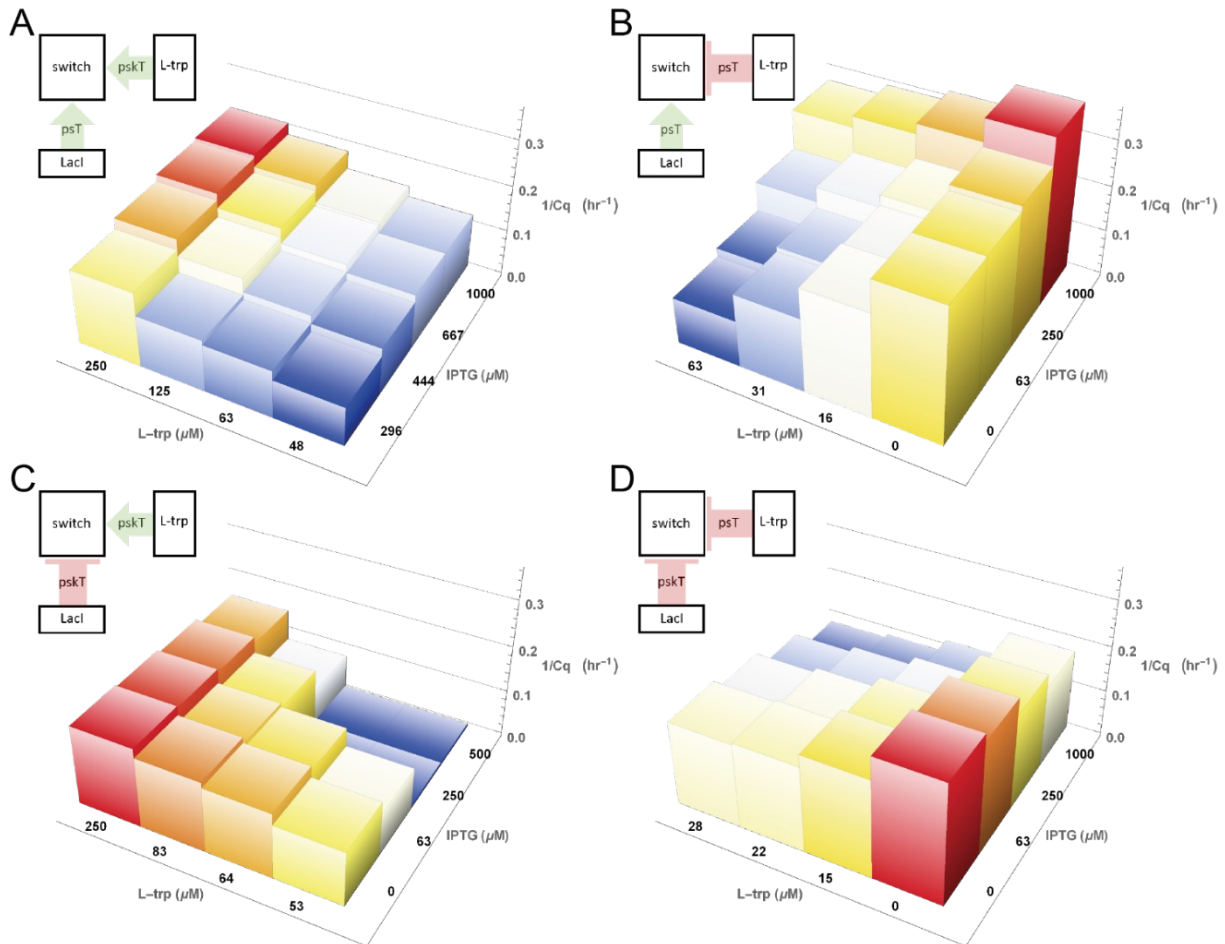 A
switch
pskT
L-trp
psT
LacI
0.3
0.2
1/Cq (hr⁻¹)
0.1
0.0
1000
667
IPTG (µM)
444
296
250
125
63
48
L-trp (µM)
B
switch
psT
L-trp
psT
LacI
0.3
0.2
1/Cq (hr⁻¹)
0.1
0.0
1000
250
IPTG (µM)
63
0
63
31
16
0
L-trp (µM)
C
switch
pskT
L-trp
pskT
LacI
0.3
0.2
1/Cq (hr⁻¹)
0.1
0.0
500
250
IPTG (µM)
63
0
250
83
64
53
L-trp (µM)
D
switch
psT
L-trp
pskT
LacI
0.3
0.2
1/Cq (hr⁻¹)
0.1
0.0
1000
250
IPTG (µM)
63
0
28
22
15
0
L-trp (µM)